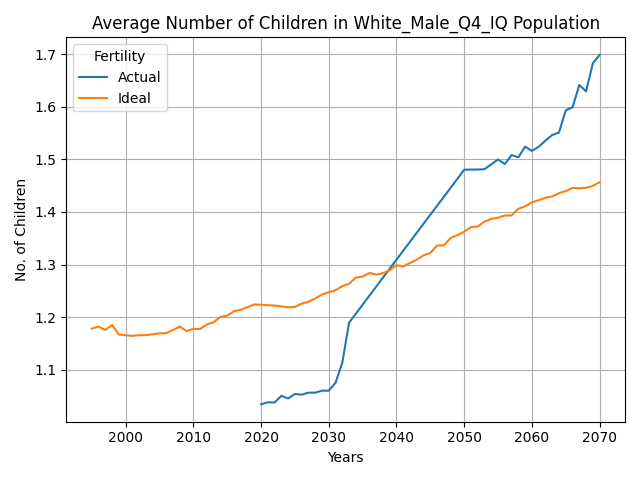 Average Number of Children in White_Male_Q4_IQ Population
Fertility
Actual
Ideal
1.7
1.6
1.5
1.4
1.3
1.2
1.1
No. of Children
2000 2010 2020 2030 2040 2050 2060 2070
Years